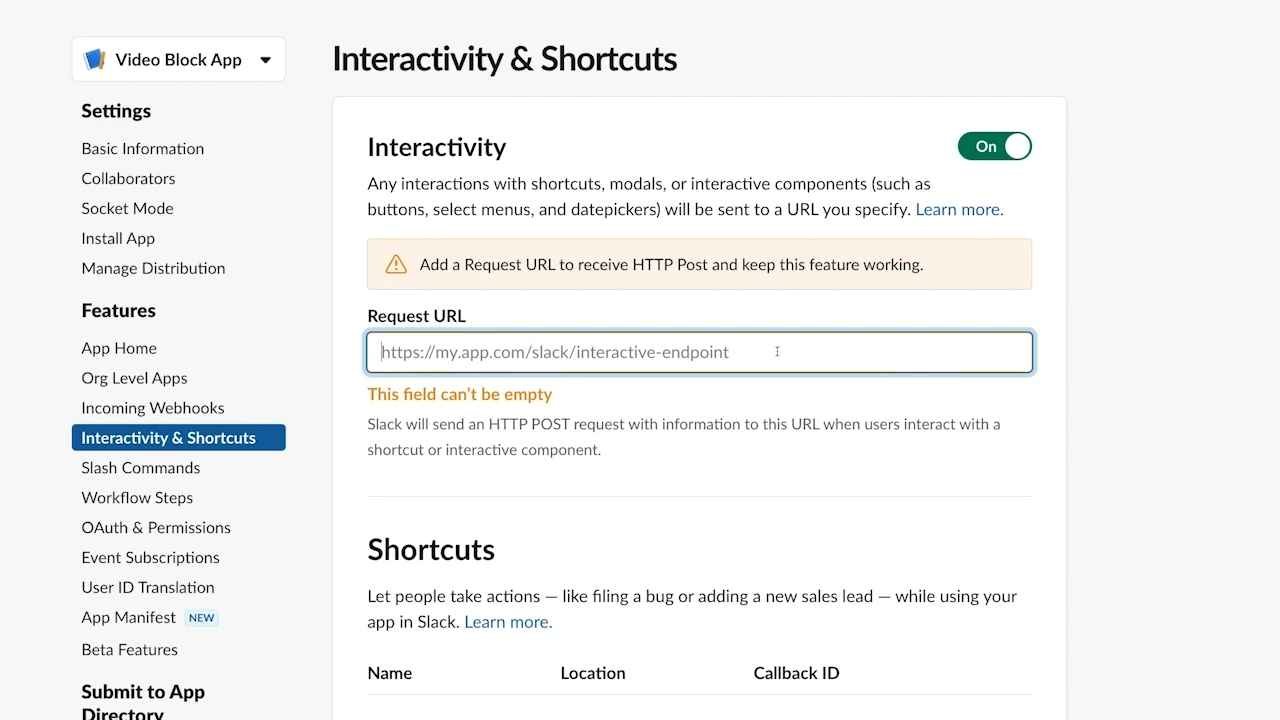 Video Block App
Settings
Basic Information
Collaborators
Socket Mode
Install App
Manage Distribution
Features
App Home
Org Level Apps
Incoming Webhooks
Interactivity & Shortcuts
Slash Commands
Workflow Steps
OAuth & Permissions
Event Subscriptions
User ID Translation
App Manifest NEW
Beta Features
Submit to App
Directory
Interactivity & Shortcuts
Interactivity
On
Any interactions with shortcuts, modals, or interactive components (such as
buttons, select menus, and datepickers) will be sent to a URL you specify. Learn more.
Add a Request URL to receive HTTP Post and keep this feature working.
Request URL
https://my.app.com/slack/interactive-endpoint
This field can't be empty
Slack will send an HTTP POST request with information to this URL when users interact with a
shortcut or interactive component.
Shortcuts
Let people take actions — like filing a bug or adding a new sales lead — while using your
app in Slack. Learn more.
Name Location Callback ID